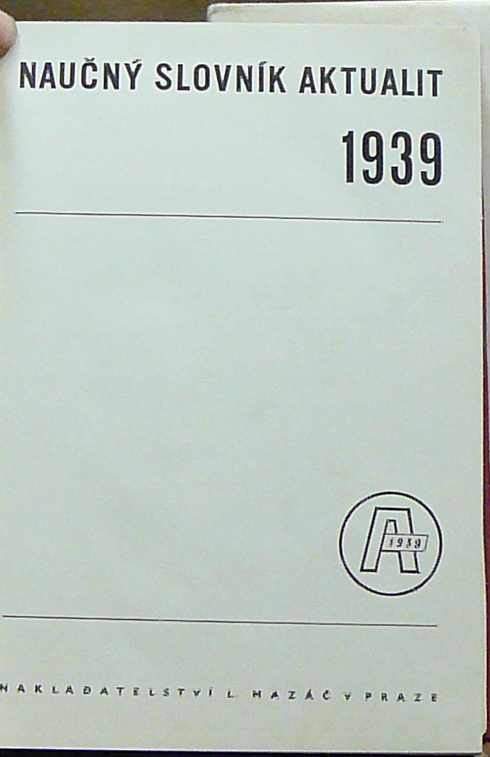 NAUČNÝ SLOVNÍK AKTUALIT
1939
A 1939
NAKLADATELSTVÍ L. MAZÁČ V PRAZE